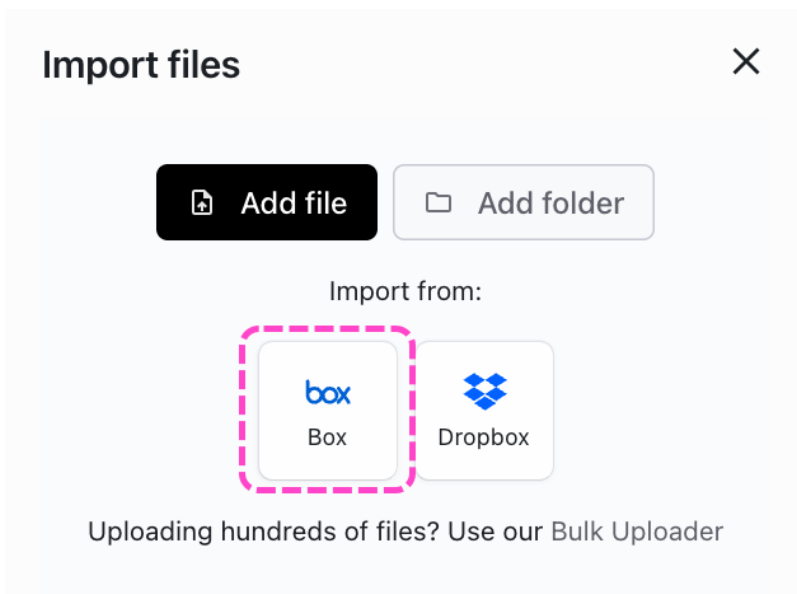 Import files
Add file
Add folder
Import from:
box
Box
Dropbox
Uploading hundreds of files? Use our Bulk Uploader